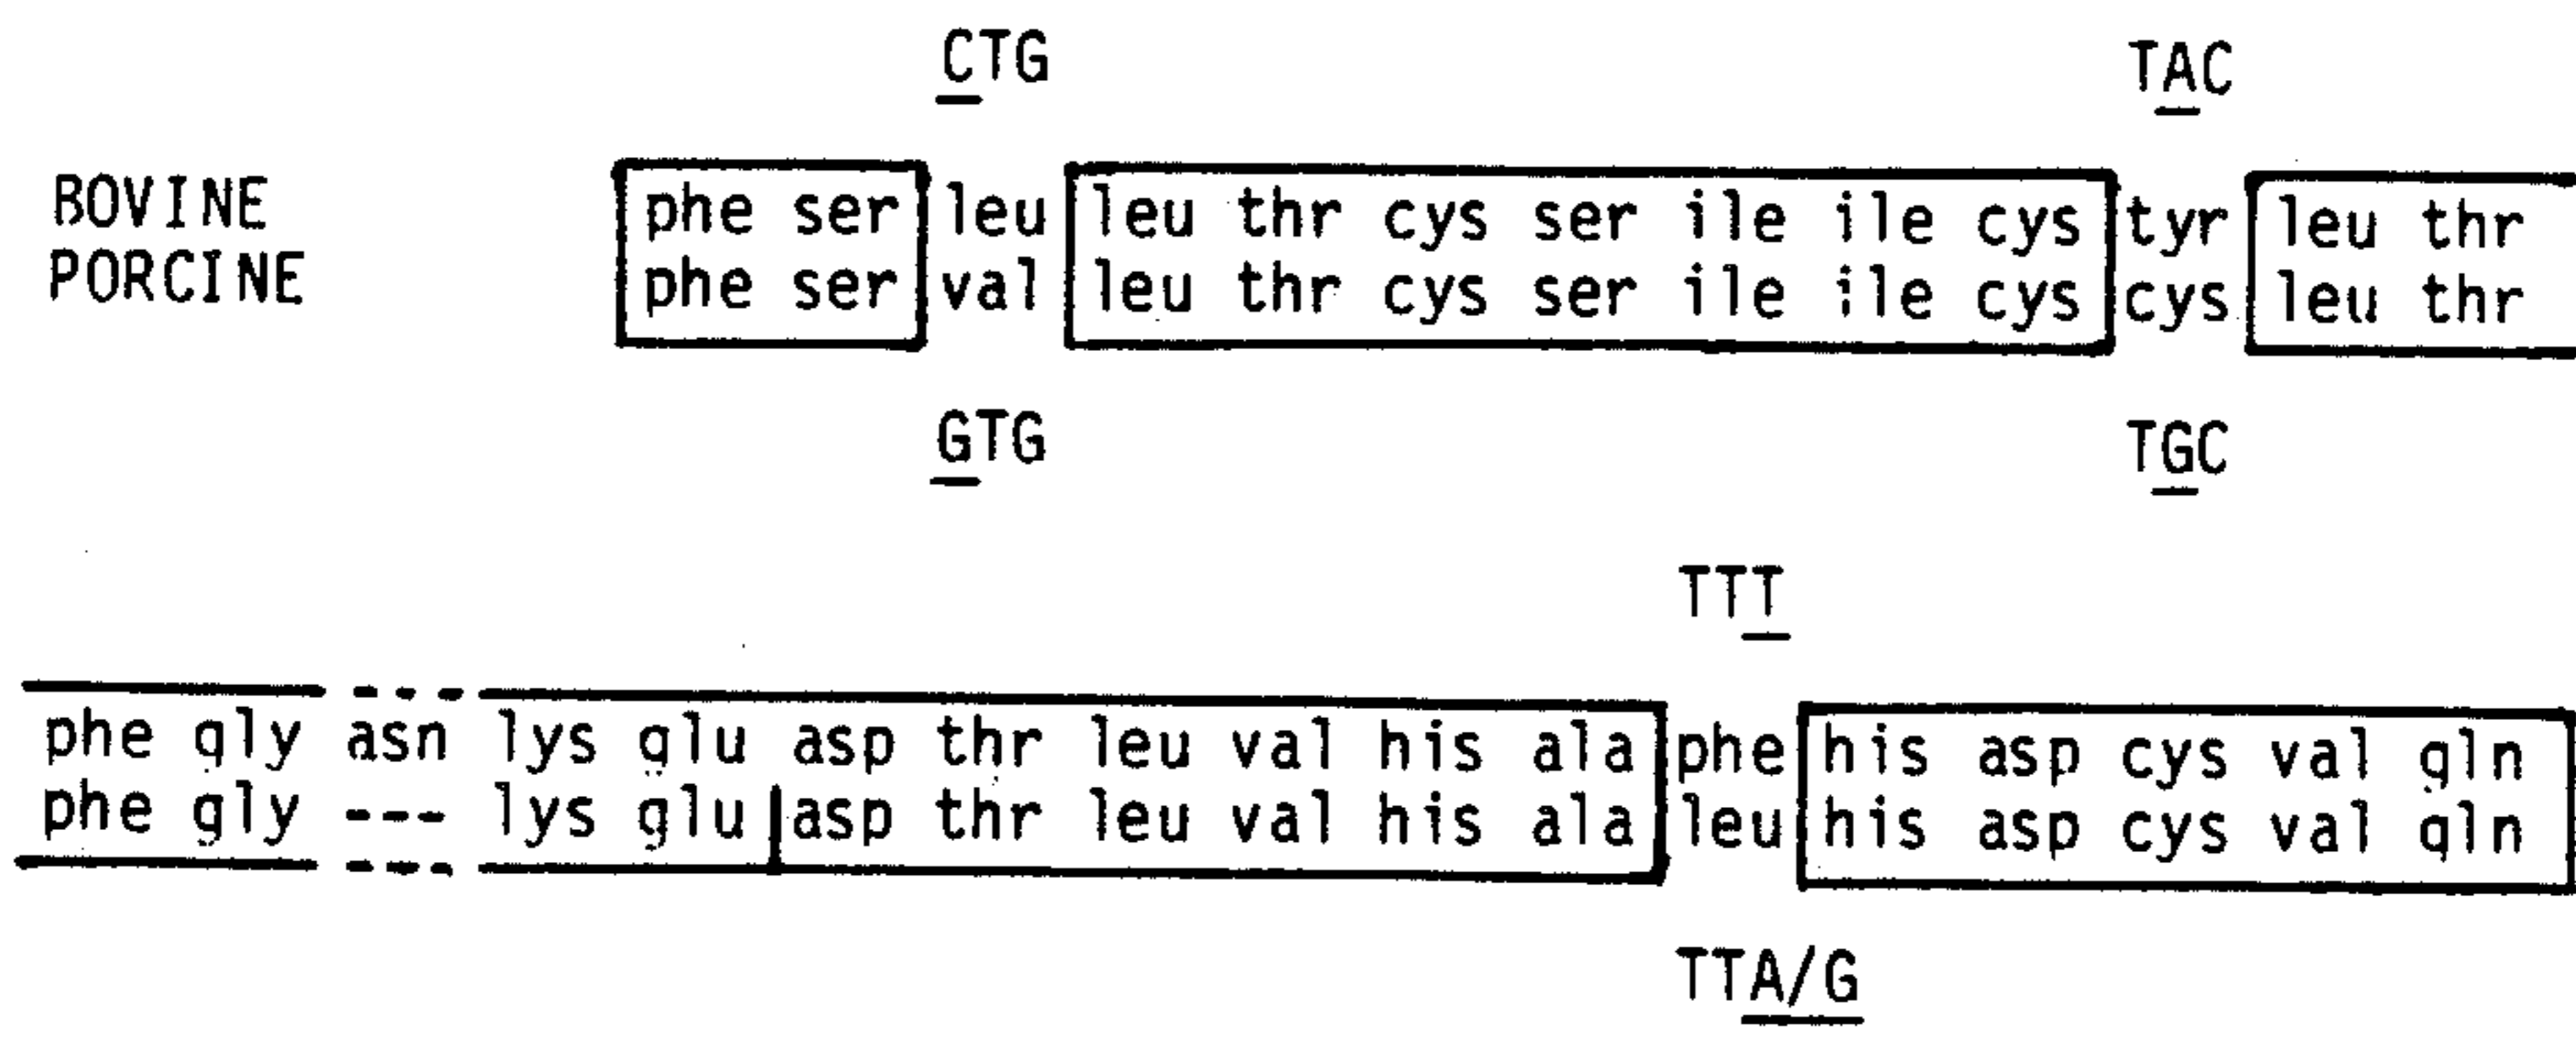 CTG TAC
BOVINE phe ser leu leu thr cys ser ile ile cys tyr leu thr
PORCINE phe ser val leu thr cys ser ile ile cys cys leu thr
GTG TGC
TTT
phe gly asn lys glu asp thr leu val his ala phe his asp cys val gln
phe gly --- lys glu asp thr leu val his ala leu his asp cys val gln
TTA/G